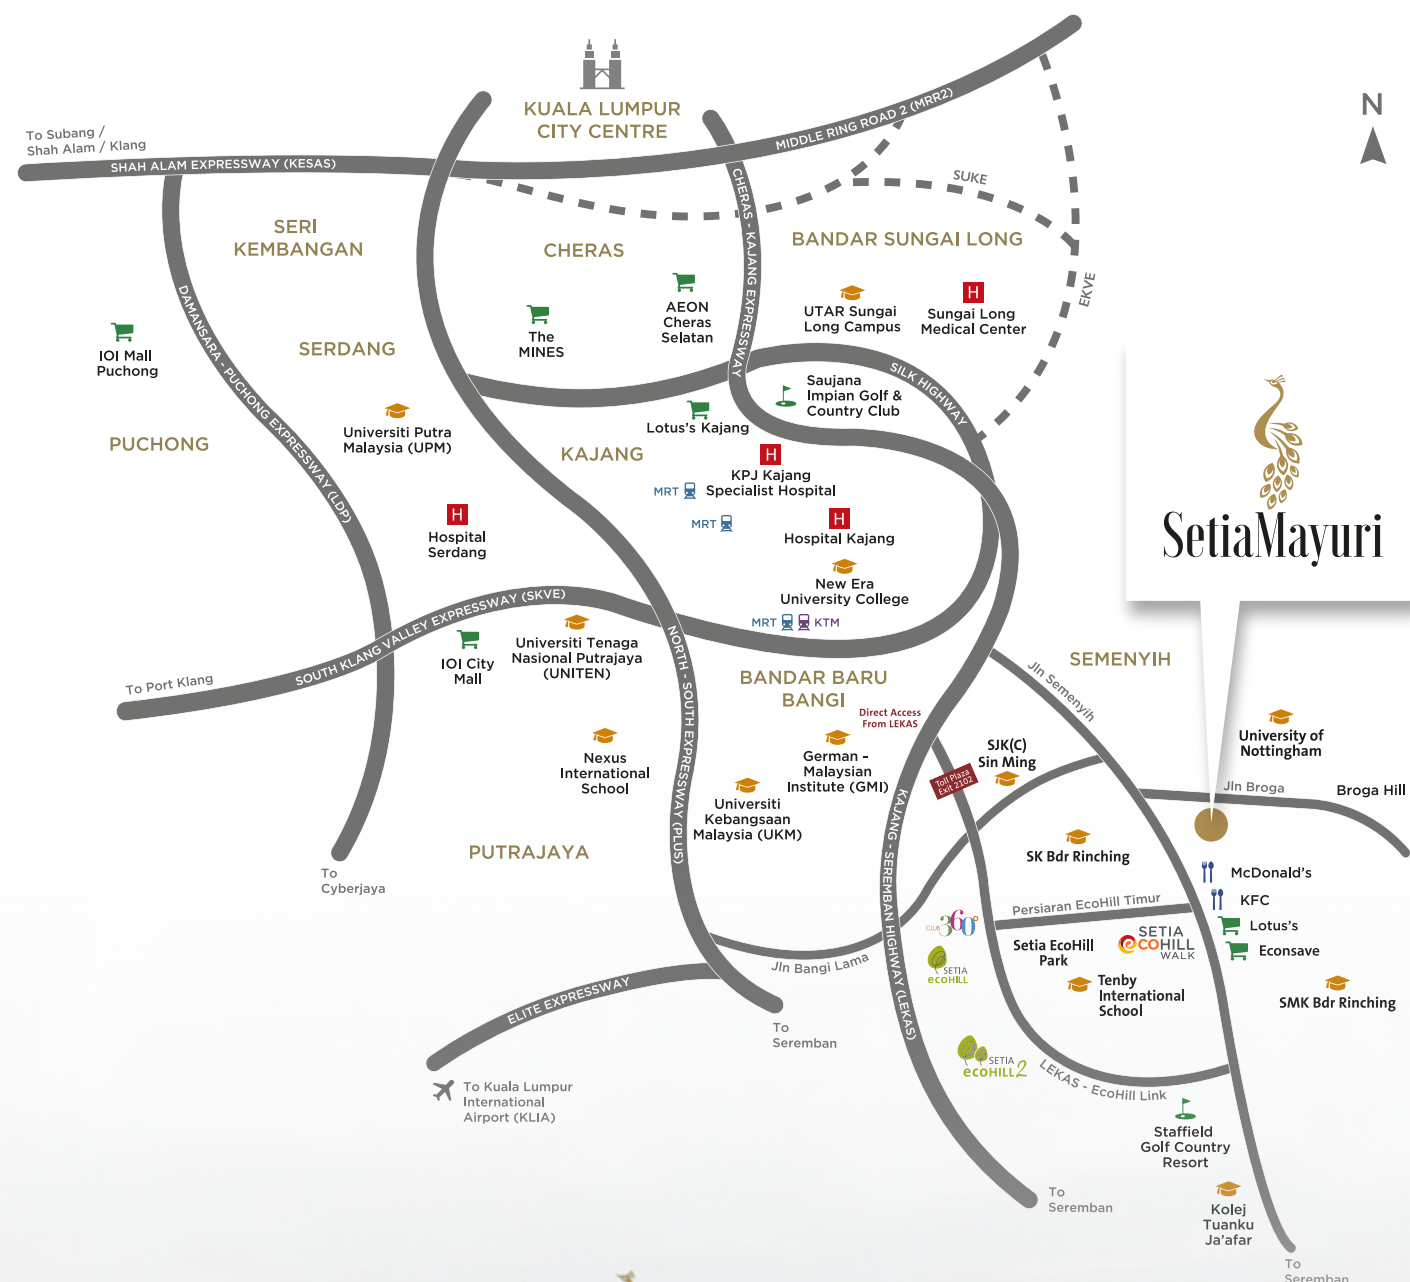 KUALA LUMPUR
CITY CENTRE
N
To Subang /
Shah Alam / Klang
SHAH ALAM EXPRESSWAY (KESAS)
MIDDLE RING ROAD 2 (MRR2)
SUKE
EKVE
CHERAS - KAJANG EXPRESSWAY
SERI
KEMBANGAN
CHERAS
BANDAR SUNGAI LONG
AEON
Cheras
Selatan
UTAR Sungai
Long Campus
Sungai Long
Medical Center
H
The
MINES
IOI Mall
Puchong
SERDANG
DAMANSARA - PUCHONG EXPRESSWAY (LDP)
SILK HIGHWAY
Saujana
Impian Golf &
Country Club
Universiti Putra
Malaysia (UPM)
Lotus's Kajang
PUCHONG
KAJANG
H
KPJ Kajang
Specialist Hospital
MRT
MRT
H
Hospital
Serdang
H
Hospital Kajang
SetiaMayuri
New Era
University College
MRT
KTM
SOUTH KLANG VALLEY EXPRESSWAY (SKVE)
Universiti Tenaga
Nasional Putrajaya
(UNITEN)
IOI City
Mall
To Port Klang
NORTH - SOUTH EXPRESSWAY (PLUS)
BANDAR BARU
BANGI
SEMENYIH
Jln Semenyih
Direct Access
From LEKAS
University of
Nottingham
Nexus
International
School
German -
Malaysian
Institute (GMI)
SJK(C)
Sin Ming
Toll Plaza
Exit 2102
Jln Broga
Broga Hill
Universiti
Kebangsaan
Malaysia (UKM)
KAJANG - SEREMBAN HIGHWAY (LEKAS)
PUTRAJAYA
SK Bdr Rinching
To
Cyberjaya
McDonald's
KFC
Persiaran EcoHill Timur
CLUB 360°
Lotus's
Setia EcoHill
Park
SETIA
ECOHILL
WALK
Econsave
Jln Bangi Lama
SETIA
ecoHILL
Tenby
International
School
SMK Bdr Rinching
ELITE EXPRESSWAY
To
Seremban
SETIA
ecoHILL2
LEKAS - EcoHill Link
To Kuala Lumpur
International
Airport (KLIA)
Staffield
Golf Country
Resort
To
Seremban
Kolej
Tuanku
Ja'afar
To
Seremban